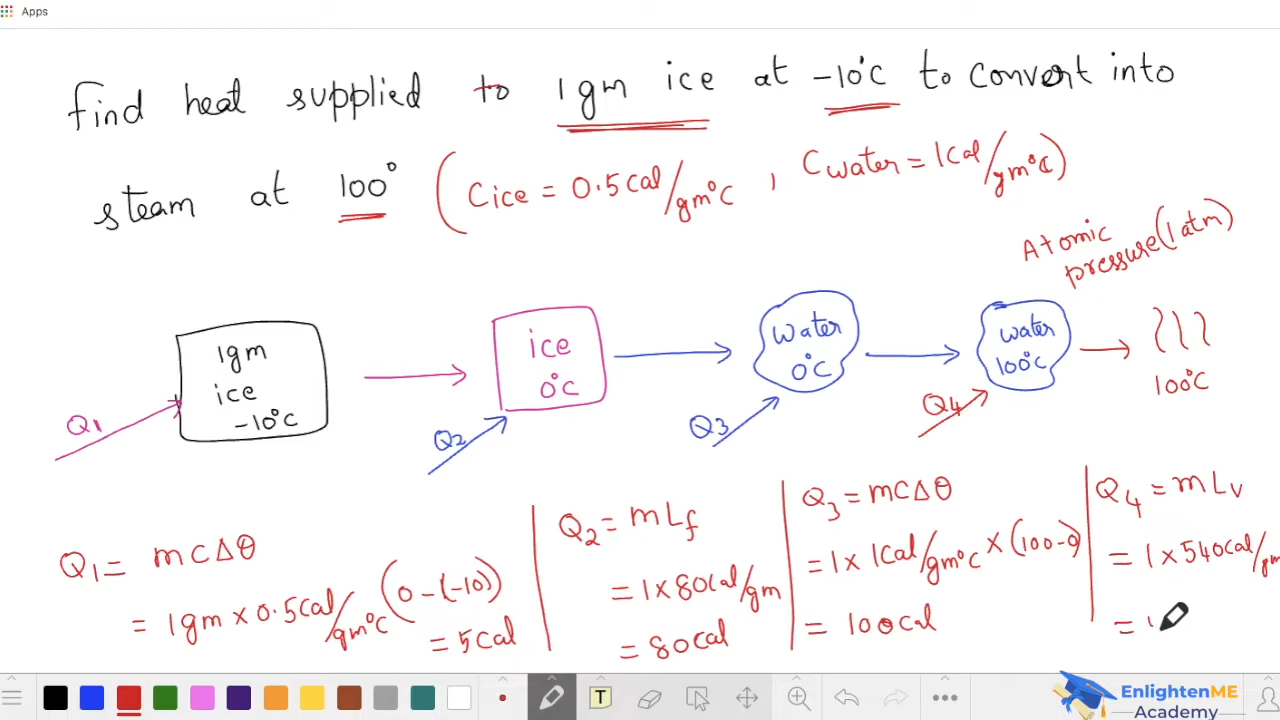 Apps
Find heat supplied to 1gm ice at -10°C to convert into
steam at 100° (Cice = 0.5Cal/gm°C , Cwater = 1Cal/gm°C)
Atomic
pressure(1atm)
1gm
ice
-10°C
ice
0°C
Water
0°C
water
100°C
100°C
Q1
Q2
Q3
Q4
Q1 = mCΔθ
= 1gm × 0.5Cal/gm°C (0-(-10))
= 5Cal
Q2 = mLf
= 1×80Cal/gm
= 80Cal
Q3 = mCΔθ
= 1× 1Cal/gm°C × (100-0)
= 100Cal
Q4 = mLv
= 1×540Cal/gm
=
T
EnlightenME
Academy